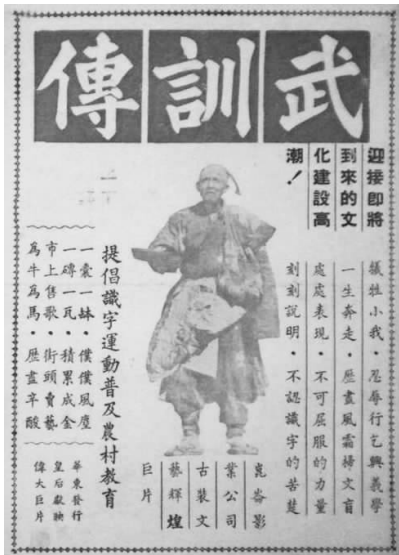 武訓傳
迎接即將
到來的文
化建設高
潮！
犧牲小我·忍辱行乞興義學
一生奔走·歷盡風霜掃文盲
處處表現·不可屈服的力量
刻刻說明·不認識字的苦楚
提倡識字運動普及農村教育
一囊一缽·僕僕風塵
一磚一瓦·積累成金
市上售歌·街頭賣藝
為牛為馬·歷盡辛酸
崑崙影
業公司
古裝文
藝輝煌
巨片
華東發行
皇后獻映
偉大巨片